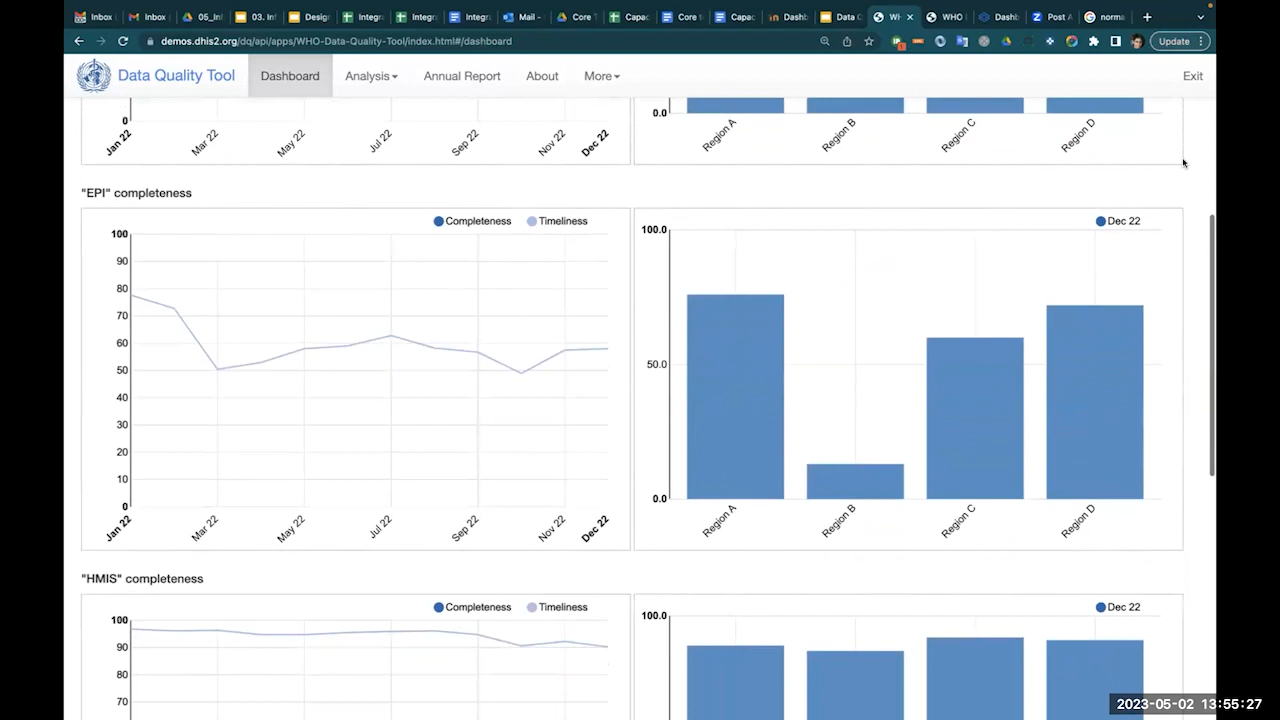 Inbox
Inbox
05_In
03. Inf
Design
Integr
Integr
Integr
Mail -
Core T
Capac
Core t
Capac
Dashb
Data C
WH
WHO
Dashb
Post A
norma
demos.dhis2.org/dq/api/apps/WHO-Data-Quality-Tool/index.html#/dashboard
Update
Data Quality Tool
Dashboard
Analysis
Annual Report
About
More
Exit
0
Jan 22
Mar 22
May 22
Jul 22
Sep 22
Nov 22
Dec 22
0.0
Region A
Region B
Region C
Region D
"EPI" completeness
Completeness
Timeliness
100
90
80
70
60
50
40
30
20
10
0
Jan 22
Mar 22
May 22
Jul 22
Sep 22
Nov 22
Dec 22
Dec 22
100.0
50.0
0.0
Region A
Region B
Region C
Region D
"HMIS" completeness
Completeness
Timeliness
100
90
80
70
Dec 22
100.0
2023-05-02 13:55:27